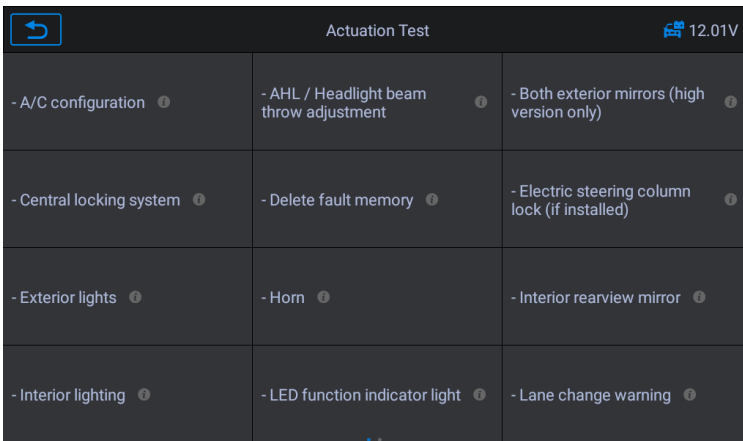 Actuation Test
12.01V
- A/C configuration
- AHL / Headlight beam
throw adjustment
- Both exterior mirrors (high
version only)
- Central locking system
- Delete fault memory
- Electric steering column
lock (if installed)
- Exterior lights
- Horn
- Interior rearview mirror
- Interior lighting
- LED function indicator light
- Lane change warning